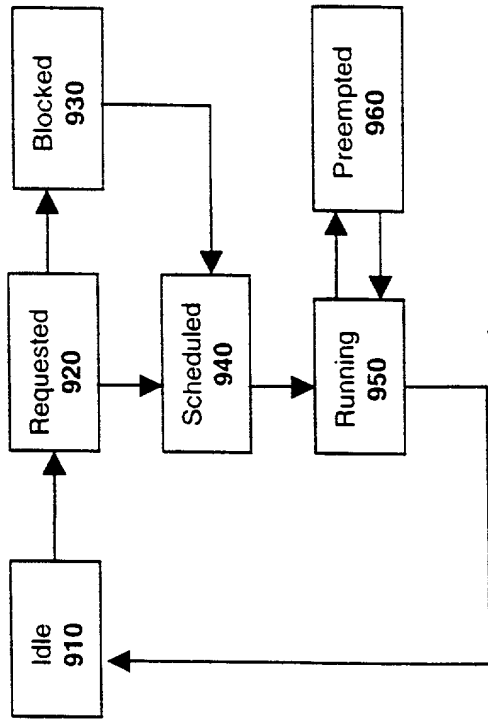 Idle
910
Requested
920
Blocked
930
Scheduled
940
Running
950
Preempted
960